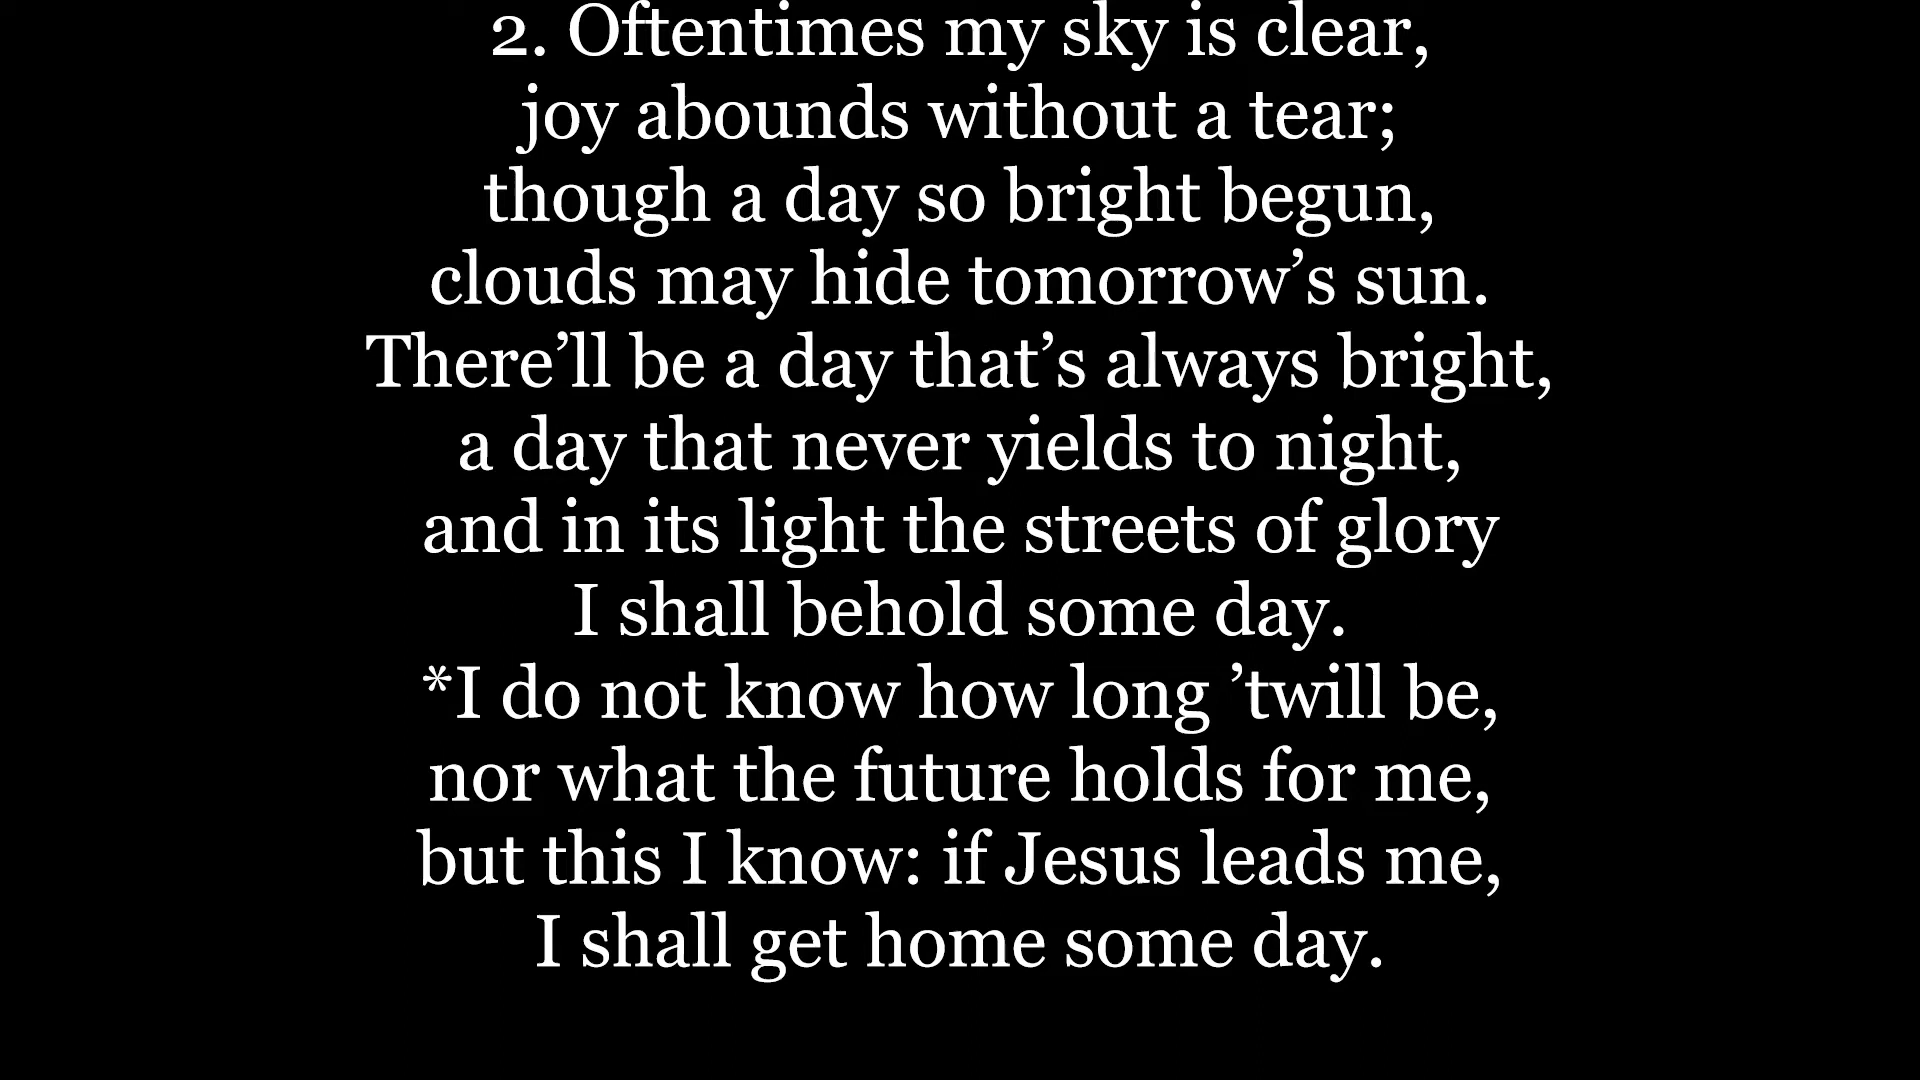 2. Oftentimes my sky is clear,
joy abounds without a tear;
though a day so bright begun,
clouds may hide tomorrow’s sun.
There’ll be a day that’s always bright,
a day that never yields to night,
and in its light the streets of glory
I shall behold some day.
*I do not know how long ’twill be,
nor what the future holds for me,
but this I know: if Jesus leads me,
I shall get home some day.